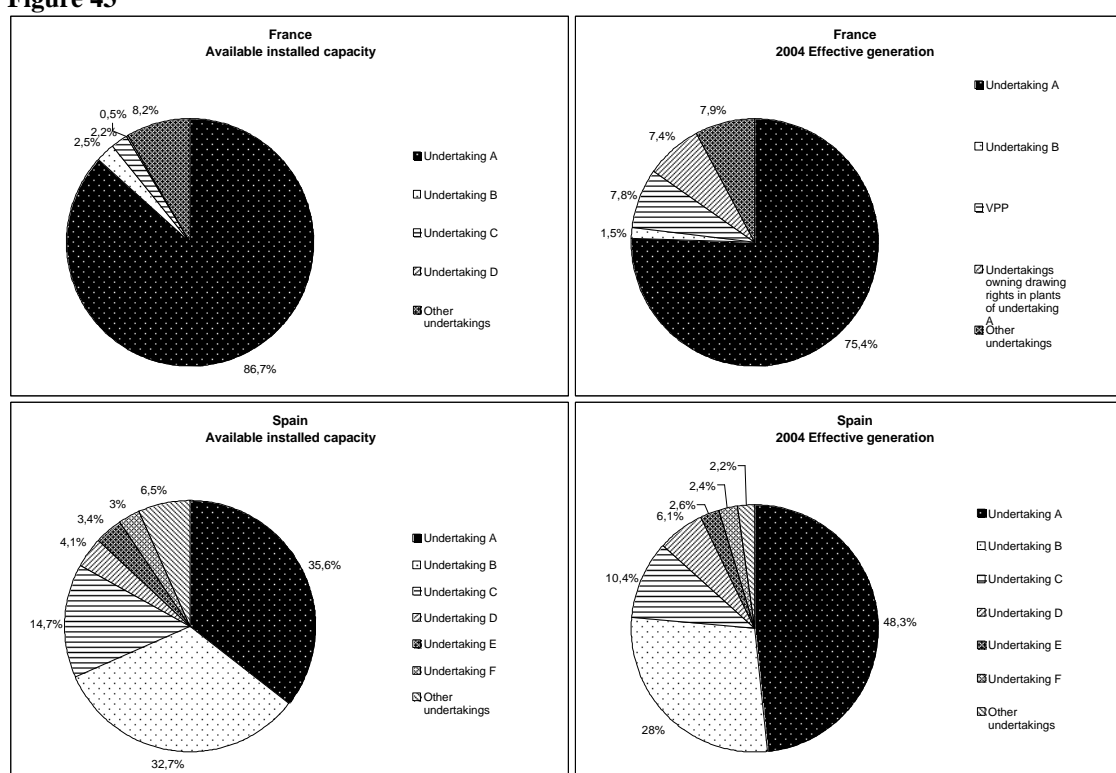 Figure 43
France
Available installed capacity
0,5%
8,2%
2,2%
2,5%
86,7%
Undertaking A
Undertaking B
Undertaking C
Undertaking D
Other
undertakings
France
2004 Effective generation
7,9%
7,4%
7,8%
1,5%
75,4%
Undertaking A
Undertaking B
VPP
Undertakings
owning drawing
rights in plants
of undertaking
A
Other
undertakings
Spain
Available installed capacity
6,5%
3%
3,4%
4,1%
14,7%
35,6%
32,7%
Undertaking A
Undertaking B
Undertaking C
Undertaking D
Undertaking E
Undertaking F
Other
undertakings
Spain
2004 Effective generation
2,2%
2,4%
2,6%
6,1%
10,4%
48,3%
28%
Undertaking A
Undertaking B
Undertaking C
Undertaking D
Undertaking E
Undertaking F
Other
undertakings